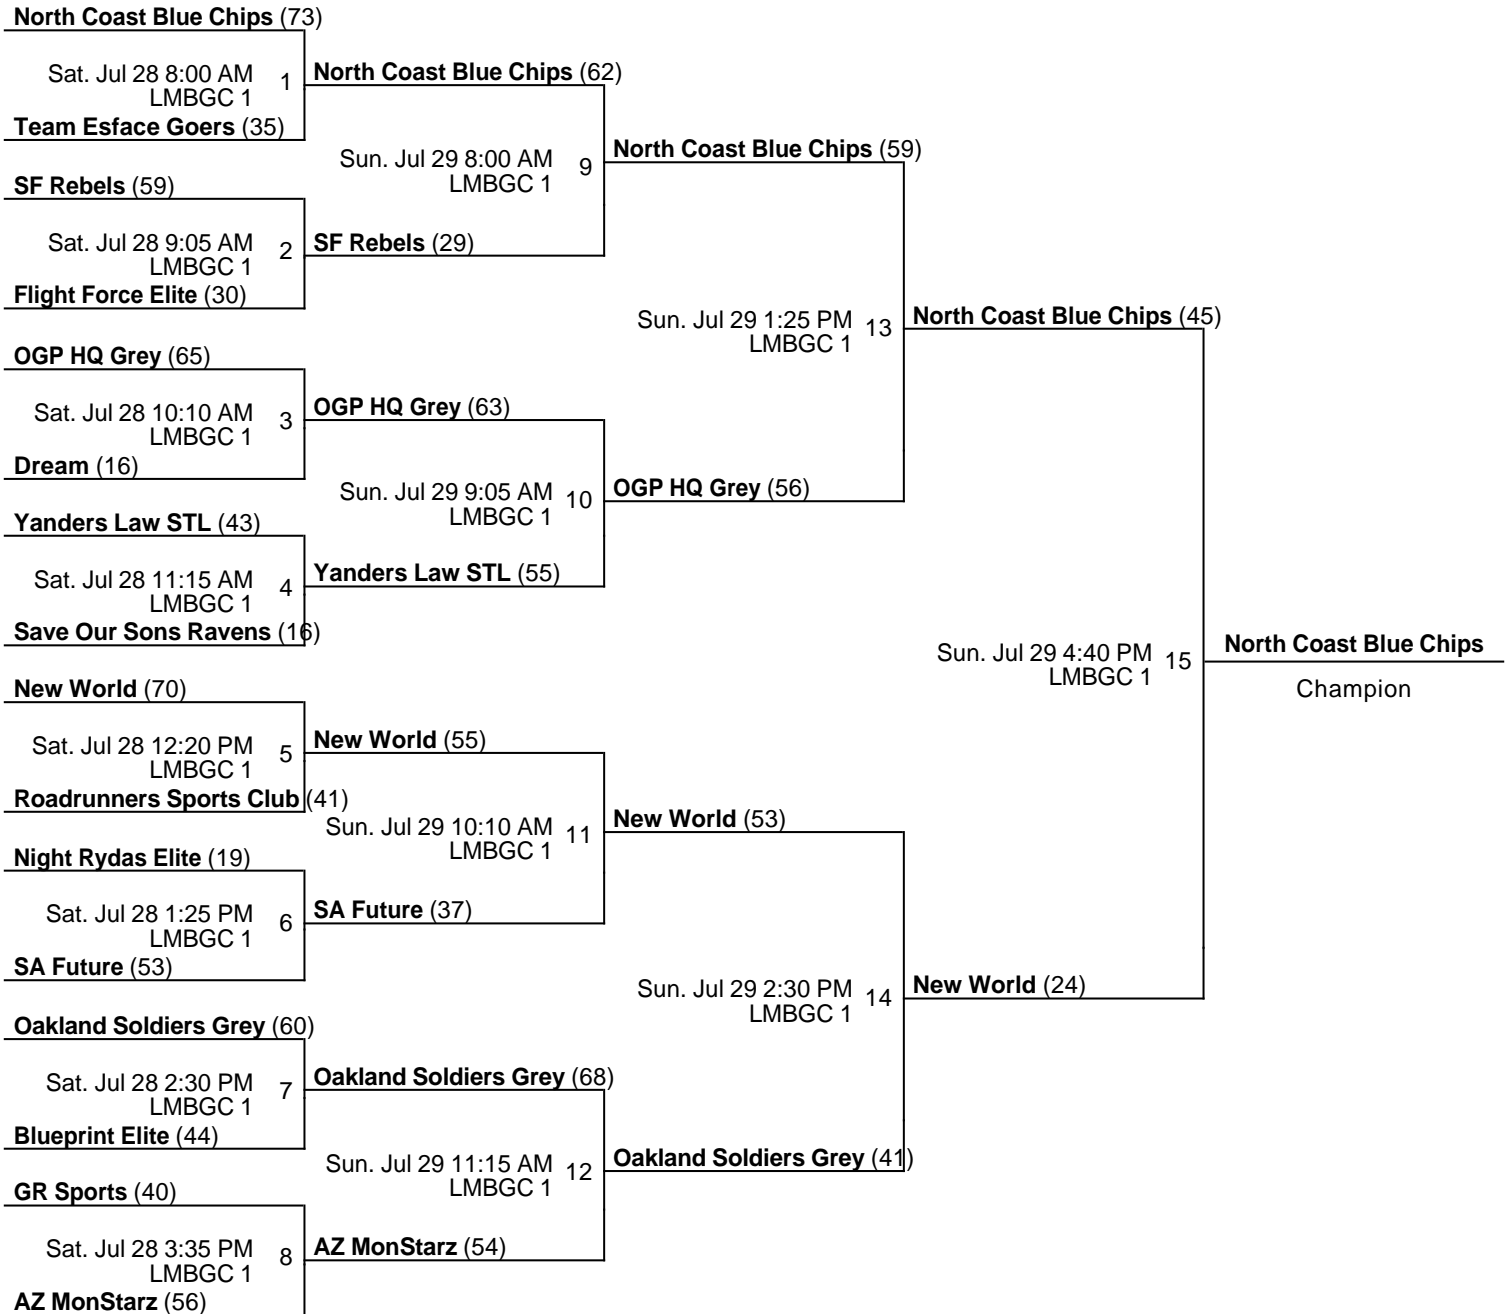 North Coast Blue Chips (73)
Sat. Jul 28 8:00 AM
LMBGC 1
1
Team Esface Goers (35)
North Coast Blue Chips (62)
SF Rebels (59)
Sat. Jul 28 9:05 AM
LMBGC 1
2
Flight Force Elite (30)
Sun. Jul 29 8:00 AM
LMBGC 1
9
SF Rebels (29)
North Coast Blue Chips (59)
OGP HQ Grey (65)
Sat. Jul 28 10:10 AM
LMBGC 1
3
Dream (16)
OGP HQ Grey (63)
Yanders Law STL (43)
Sat. Jul 28 11:15 AM
LMBGC 1
4
Save Our Sons Ravens (16)
Sun. Jul 29 9:05 AM
LMBGC 1
10
Yanders Law STL (55)
Sun. Jul 29 1:25 PM
LMBGC 1
13
OGP HQ Grey (56)
North Coast Blue Chips (45)
New World (70)
Sat. Jul 28 12:20 PM
LMBGC 1
5
Roadrunners Sports Club (41)
New World (55)
Night Rydas Elite (19)
Sat. Jul 28 1:25 PM
LMBGC 1
6
SA Future (53)
Sun. Jul 29 10:10 AM
LMBGC 1
11
SA Future (37)
New World (53)
Oakland Soldiers Grey (60)
Sat. Jul 28 2:30 PM
LMBGC 1
7
Blueprint Elite (44)
Oakland Soldiers Grey (68)
GR Sports (40)
Sat. Jul 28 3:35 PM
LMBGC 1
8
AZ MonStarz (56)
Sun. Jul 29 11:15 AM
LMBGC 1
12
AZ MonStarz (54)
Sun. Jul 29 2:30 PM
LMBGC 1
14
Oakland Soldiers Grey (41)
New World (24)
Sun. Jul 29 4:40 PM
LMBGC 1
15
North Coast Blue Chips
Champion